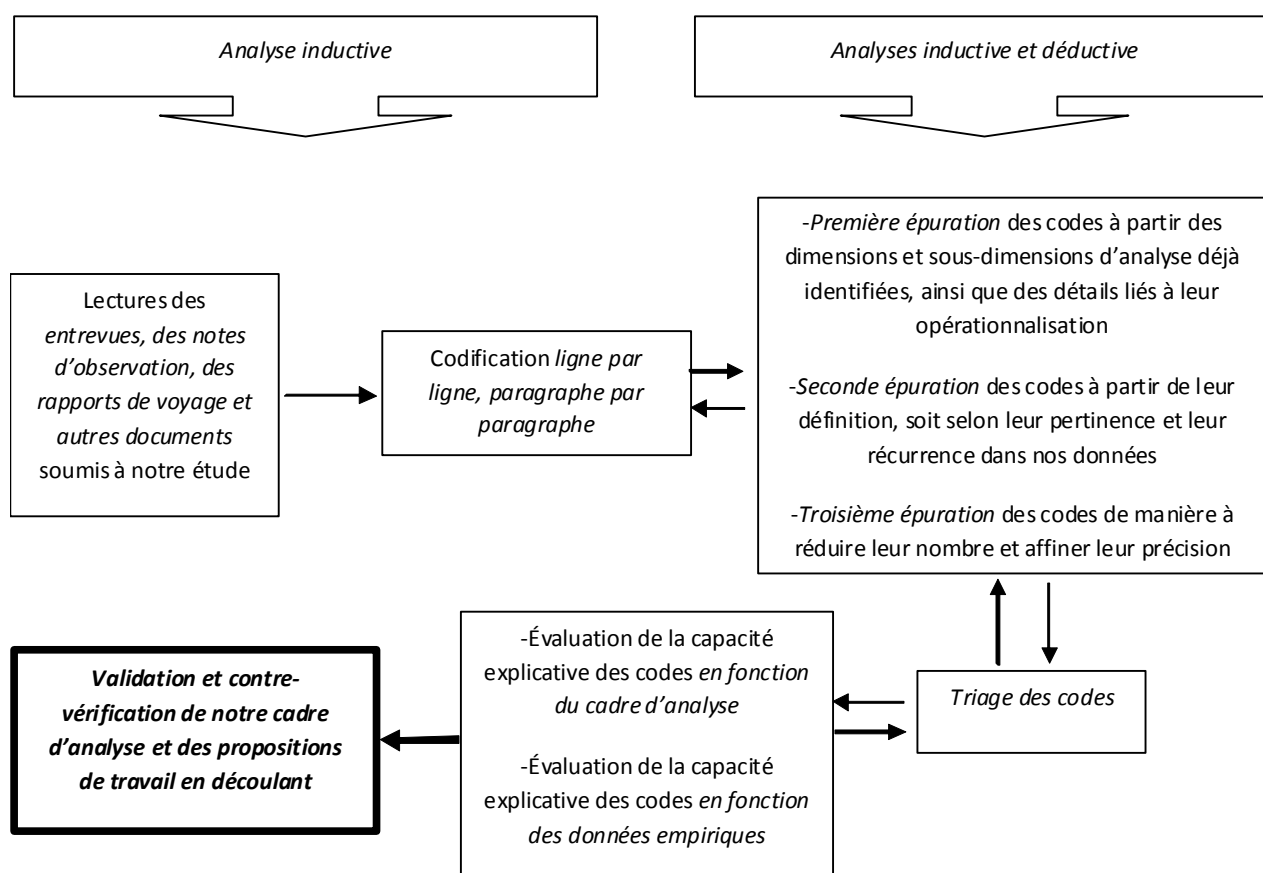 Analyse inductive
Analyses inductive et déductive
Lectures des
entrevues, des notes
d'observation, des
rapports de voyage et
autres documents
soumis à notre étude
Codification ligne par
ligne, paragraphe par
paragraphe
-Première épuration des codes à partir des
dimensions et sous-dimensions d'analyse déjà
identifiées, ainsi que des détails liés à leur
opérationnalisation
-Seconde épuration des codes à partir de leur
définition, soit selon leur pertinence et leur
récurrence dans nos données
-Troisième épuration des codes de manière à
réduire leur nombre et affiner leur précision
Triage des codes
-Évaluation de la capacité
explicative des codes en fonction
du cadre d'analyse
-Évaluation de la capacité
explicative des codes en fonction
des données empiriques
Validation et contre-
vérification de notre cadre
d'analyse et des propositions
de travail en découlant